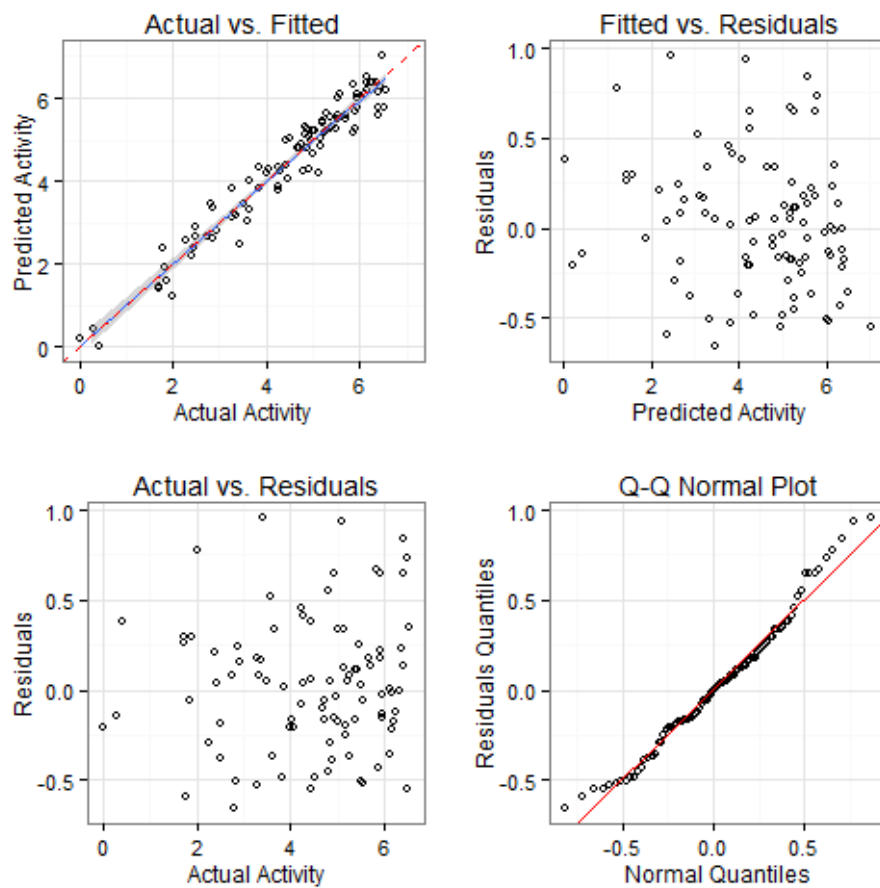 Actual vs. Fitted
Predicted Activity
6
4
2
0
0 2 4 6
Actual Activity
Fitted vs. Residuals
Residuals
1.0
0.5
0.0
-0.5
0 2 4 6
Predicted Activity
Actual vs. Residuals
Residuals
1.0
0.5
0.0
-0.5
0 2 4 6
Actual Activity
Q-Q Normal Plot
Residuals Quantiles
1.0
0.5
0.0
-0.5
-0.5 0.0 0.5
Normal Quantiles